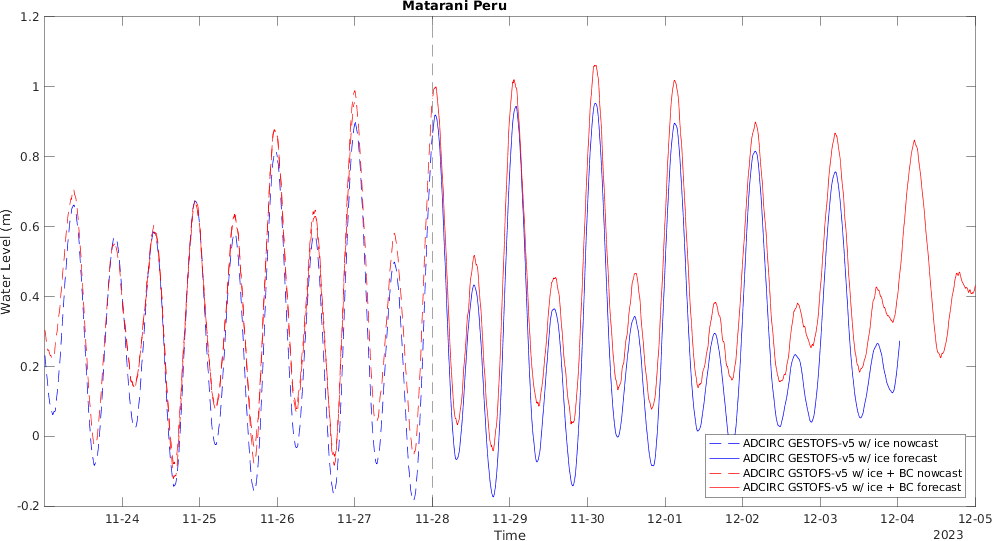 Matarani Peru
1.2
1
0.8
0.6
0.4
0.2
0
-0.2
Water Level (m)
11-24 11-25 11-26 11-27 11-28 11-29 11-30 12-01 12-02 12-03 12-04 12-05
Time
2023
ADCIRC GESTOFS-v5 w/ ice nowcast
ADCIRC GESTOFS-v5 w/ ice forecast
ADCIRC GSTOFS-v5 w/ ice + BC nowcast
ADCIRC GSTOFS-v5 w/ ice + BC forecast